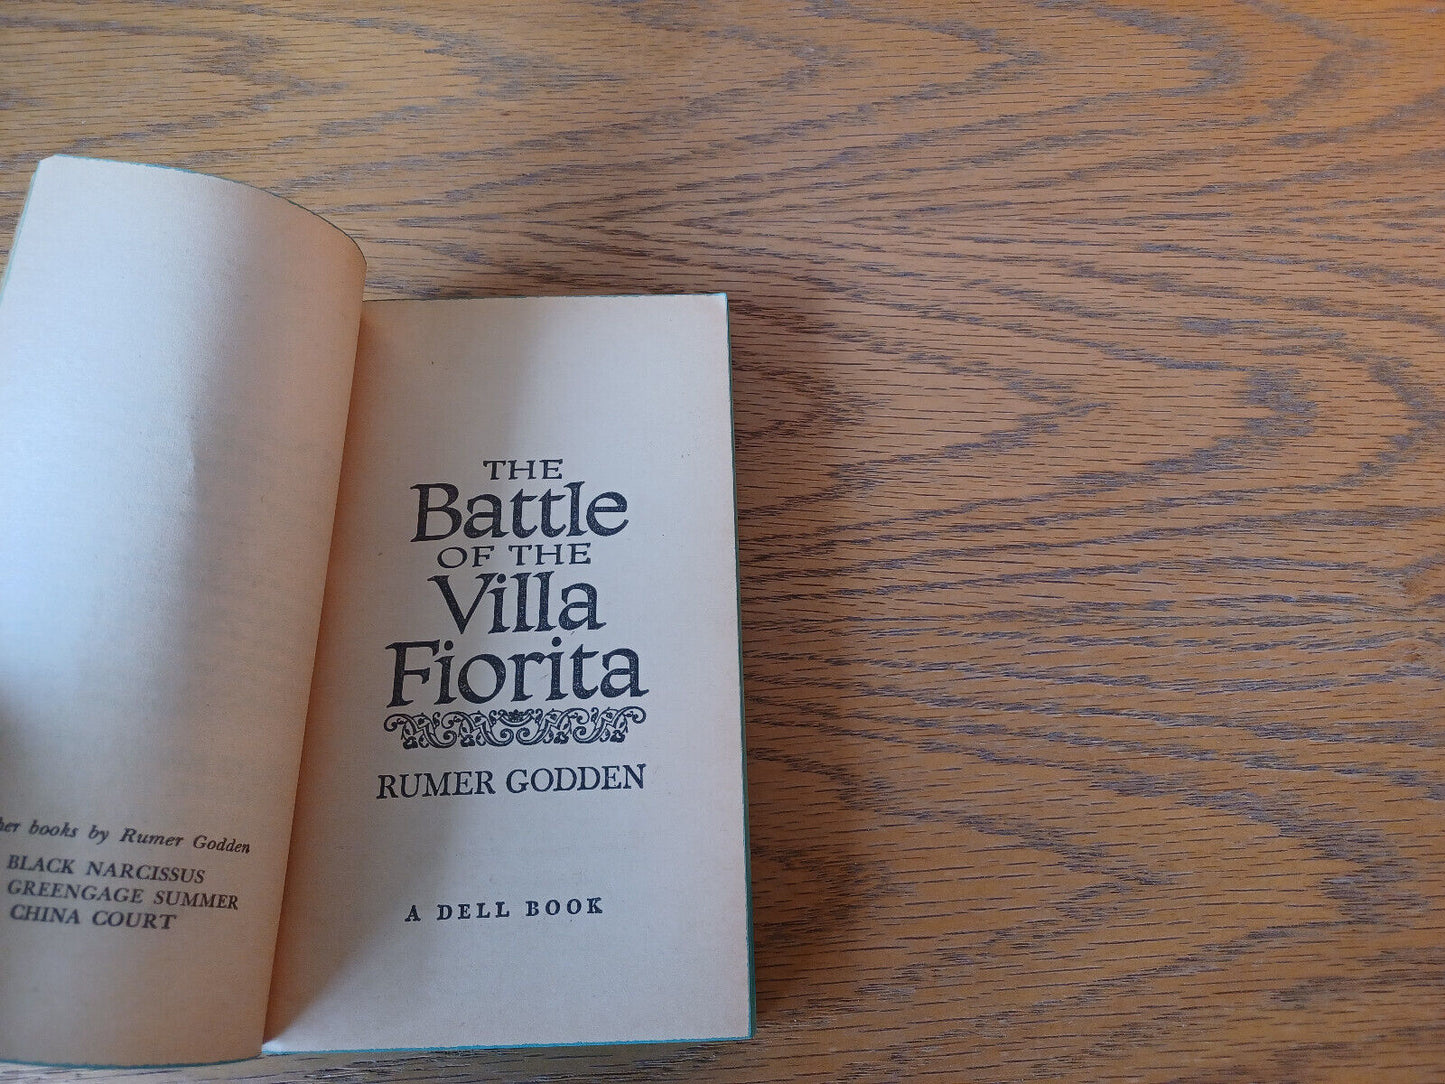 books by Rumer Godden
BLACK NARCISSUS
GREENGAGE SUMMER
CHINA COURT
THE
Battle
OF THE
Villa
Fiorita
RUMER GODDEN
A DELL BOOK